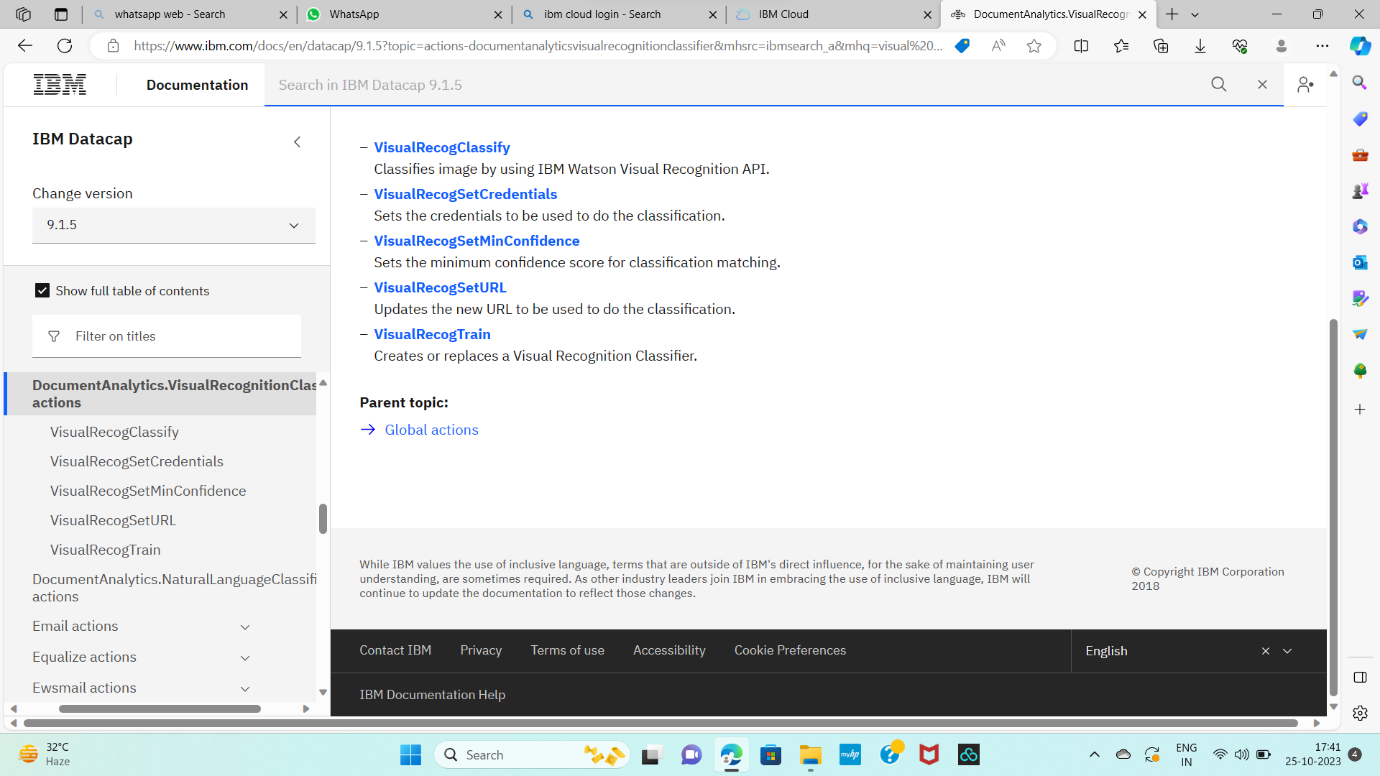 whatsapp web - Search
WhatsApp
ibm cloud login - Search
IBM Cloud
DocumentAnalytics.VisualRecogn
https://www.ibm.com/docs/en/datacap/9.1.5?topic=actions-documentanalyticsvisualrecognitionclassifier&mhsrc=ibmsearch_a&mhq=visual%20...
IBM
Documentation
Search in IBM Datacap 9.1.5
IBM Datacap
Change version
9.1.5
Show full table of contents
Filter on titles
DocumentAnalytics.VisualRecognitionClas
actions
VisualRecogClassify
VisualRecogSetCredentials
VisualRecogSetMinConfidence
VisualRecogSetURL
VisualRecogTrain
DocumentAnalytics.NaturalLanguageClassifi
actions
Email actions
Equalize actions
Ewsmail actions
– VisualRecogClassify
Classifies image by using IBM Watson Visual Recognition API.
– VisualRecogSetCredentials
Sets the credentials to be used to do the classification.
– VisualRecogSetMinConfidence
Sets the minimum confidence score for classification matching.
– VisualRecogSetURL
Updates the new URL to be used to do the classification.
– VisualRecogTrain
Creates or replaces a Visual Recognition Classifier.
Parent topic:
→ Global actions
While IBM values the use of inclusive language, terms that are outside of IBM's direct influence, for the sake of maintaining user
understanding, are sometimes required. As other industry leaders join IBM in embracing the use of inclusive language, IBM will
continue to update the documentation to reflect those changes.
© Copyright IBM Corporation
2018
Contact IBM
Privacy
Terms of use
Accessibility
Cookie Preferences
English
IBM Documentation Help
32°C
Haze
Search
myhp
ENG
IN
17:41
25-10-2023
4